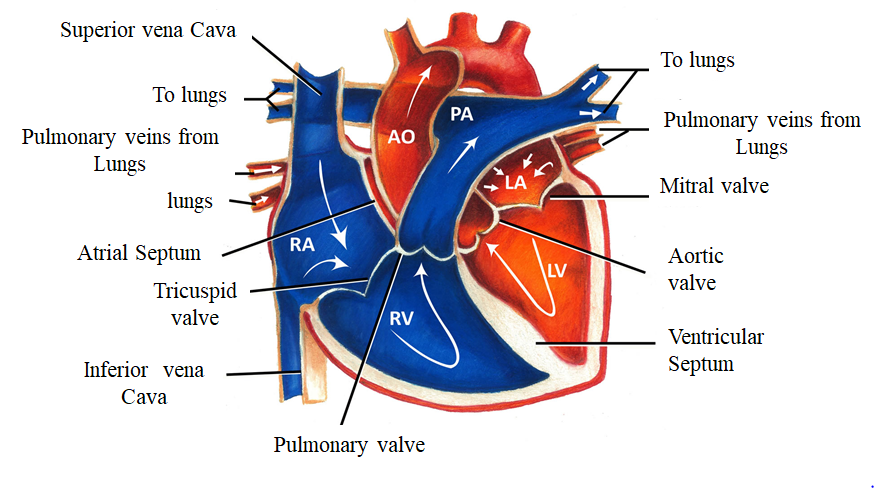 Superior vena Cava
To lungs
Pulmonary veins from
Lungs
lungs
Atrial Septum
Tricuspid
valve
Inferior vena
Cava
Pulmonary valve
AO
PA
LA
RA
LV
RV
To lungs
Pulmonary veins from
Lungs
Mitral valve
Aortic
valve
Ventricular
Septum